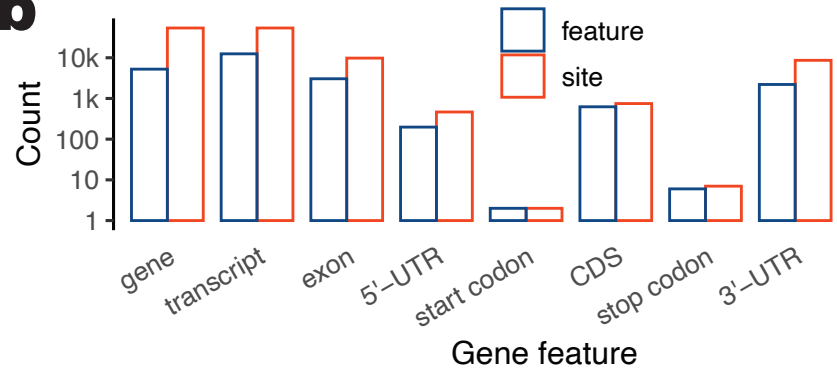 b
feature
site
Count
10k
1k
100
10
1
gene
transcript
exon
5'−UTR
start codon
CDS
stop codon
3'−UTR
Gene feature